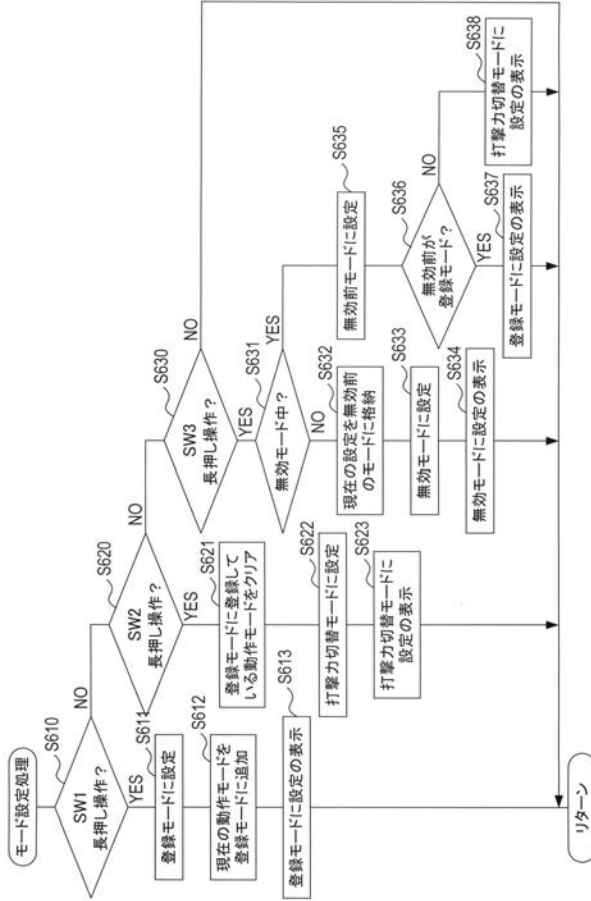 モード設定処理
S610
SW1
長押し操作？
NO
YES
S611
登録モードに設定
S612
現在の動作モードを
登録モードに追加
S613
登録モードに設定の表示
S620
SW2
長押し操作？
NO
YES
S621
登録モードに登録して
いる動作モードをクリア
S622
打撃力切替モードに設定
S623
打撃力切替モードに
設定の表示
S630
SW3
長押し操作？
NO
YES
S631
無効モード中？
YES
NO
S632
現在の設定を無効前
のモードに格納
S633
無効モードに設定
S634
無効モードに設定の表示
S635
無効前モードに設定
S636
無効前が
登録モード？
NO
YES
S637
登録モードに設定の表示
S638
打撃力切替モードに
設定の表示
リターン